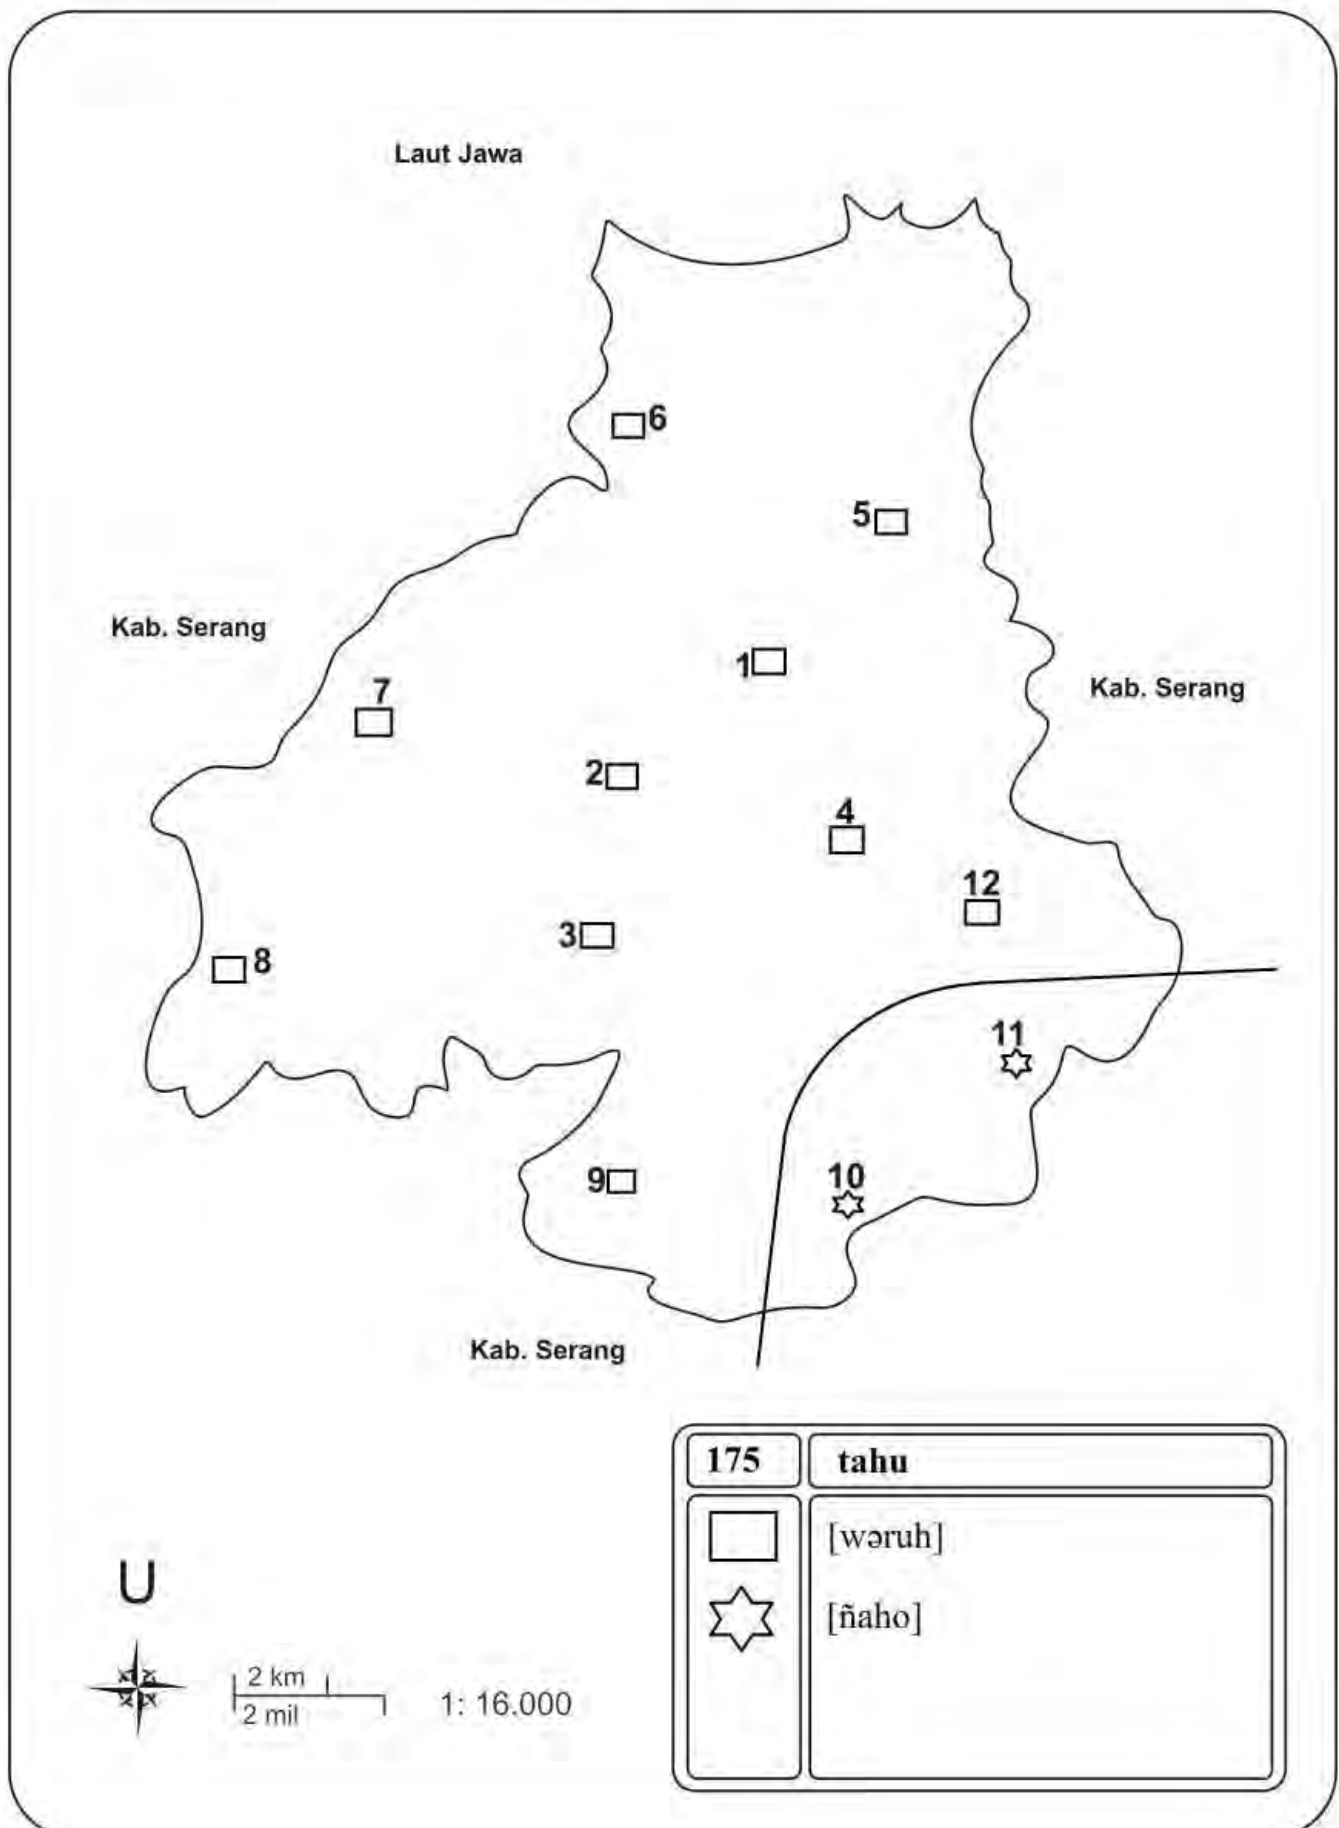 Laut Jawa
6
5
Kab. Serang
1
7
Kab. Serang
2
4
12
3
8
11
9
10
Kab. Serang
175 tahu
[wəruh]
[ñaho]
U
2 km
2 mil
1: 16.000